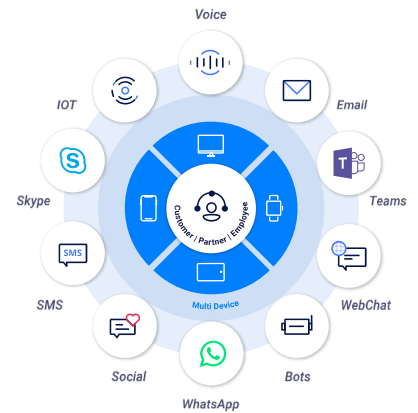 Voice
IOT
Email
Skype
S
T
Teams
Customer | Partner | Employee
SMS
SMS
WebChat
Multi Device
Social
Bots
WhatsApp